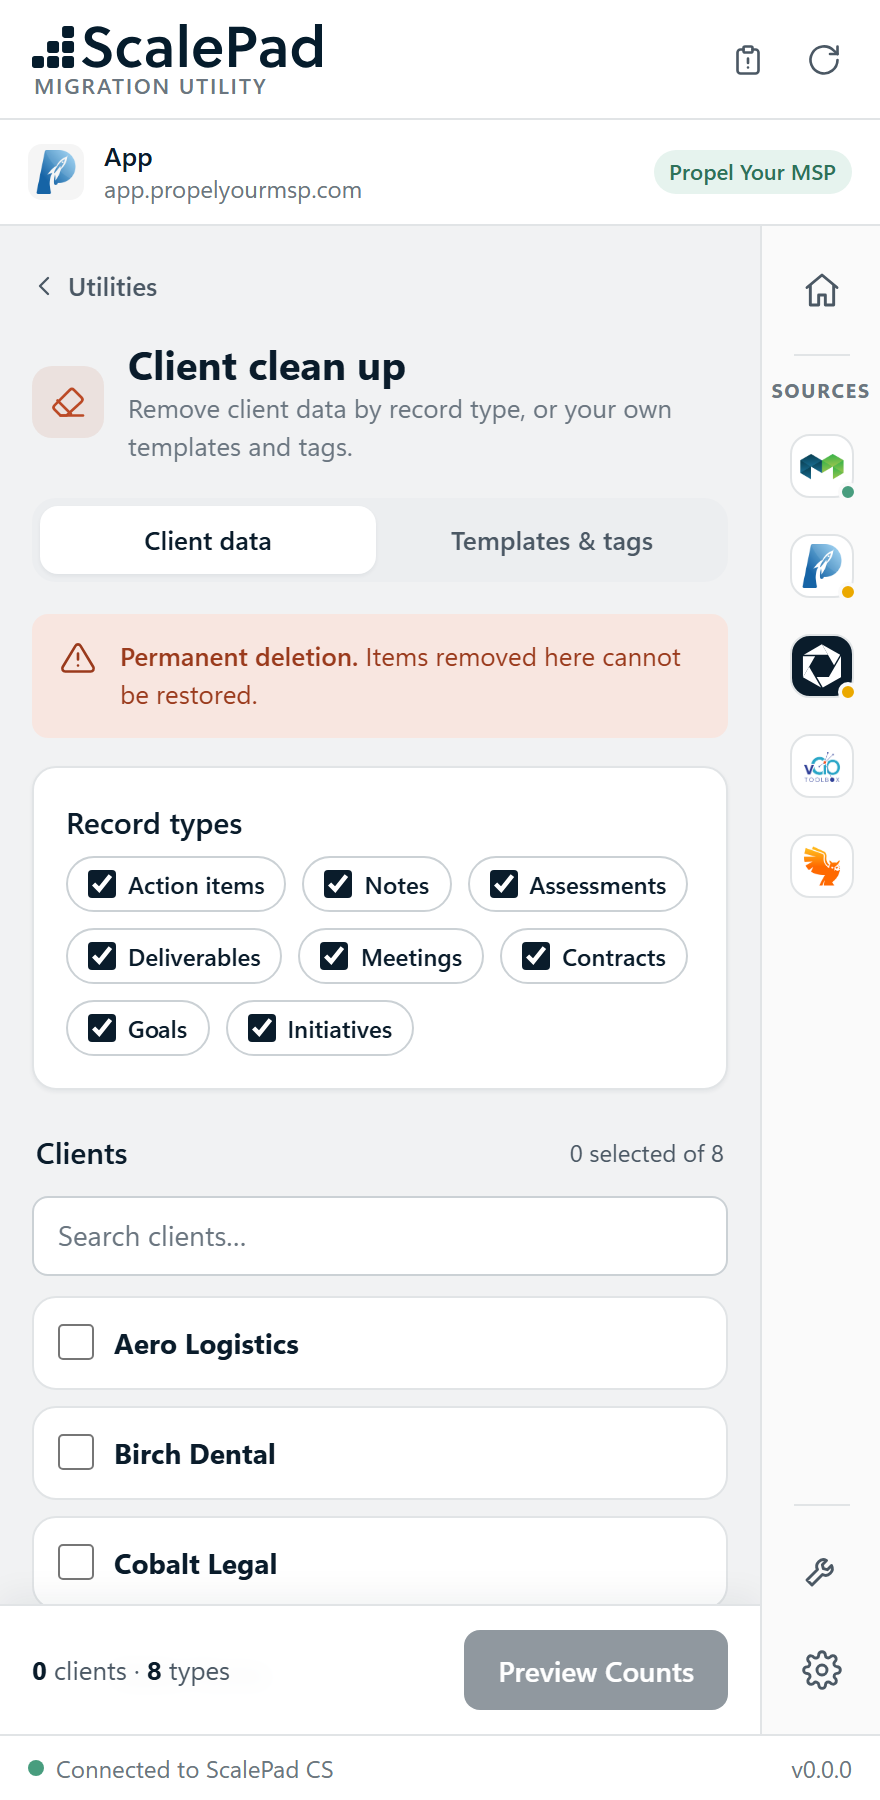 ScalePad
MIGRATION UTILITY
App
app.propelyourmsp.com
Propel Your MSP
Utilities
Client clean up
Remove client data by record type, or your own
templates and tags.
Client data
Templates & tags
Permanent deletion. Items removed here cannot
be restored.
Record types
Action items
Notes
Assessments
Deliverables
Meetings
Contracts
Goals
Initiatives
Clients
0 selected of 8
Search clients...
Aero Logistics
Birch Dental
Cobalt Legal
0 clients · 8 types
Preview Counts
SOURCES
vCIO
TOOLBOX
Connected to ScalePad CS
v0.0.0